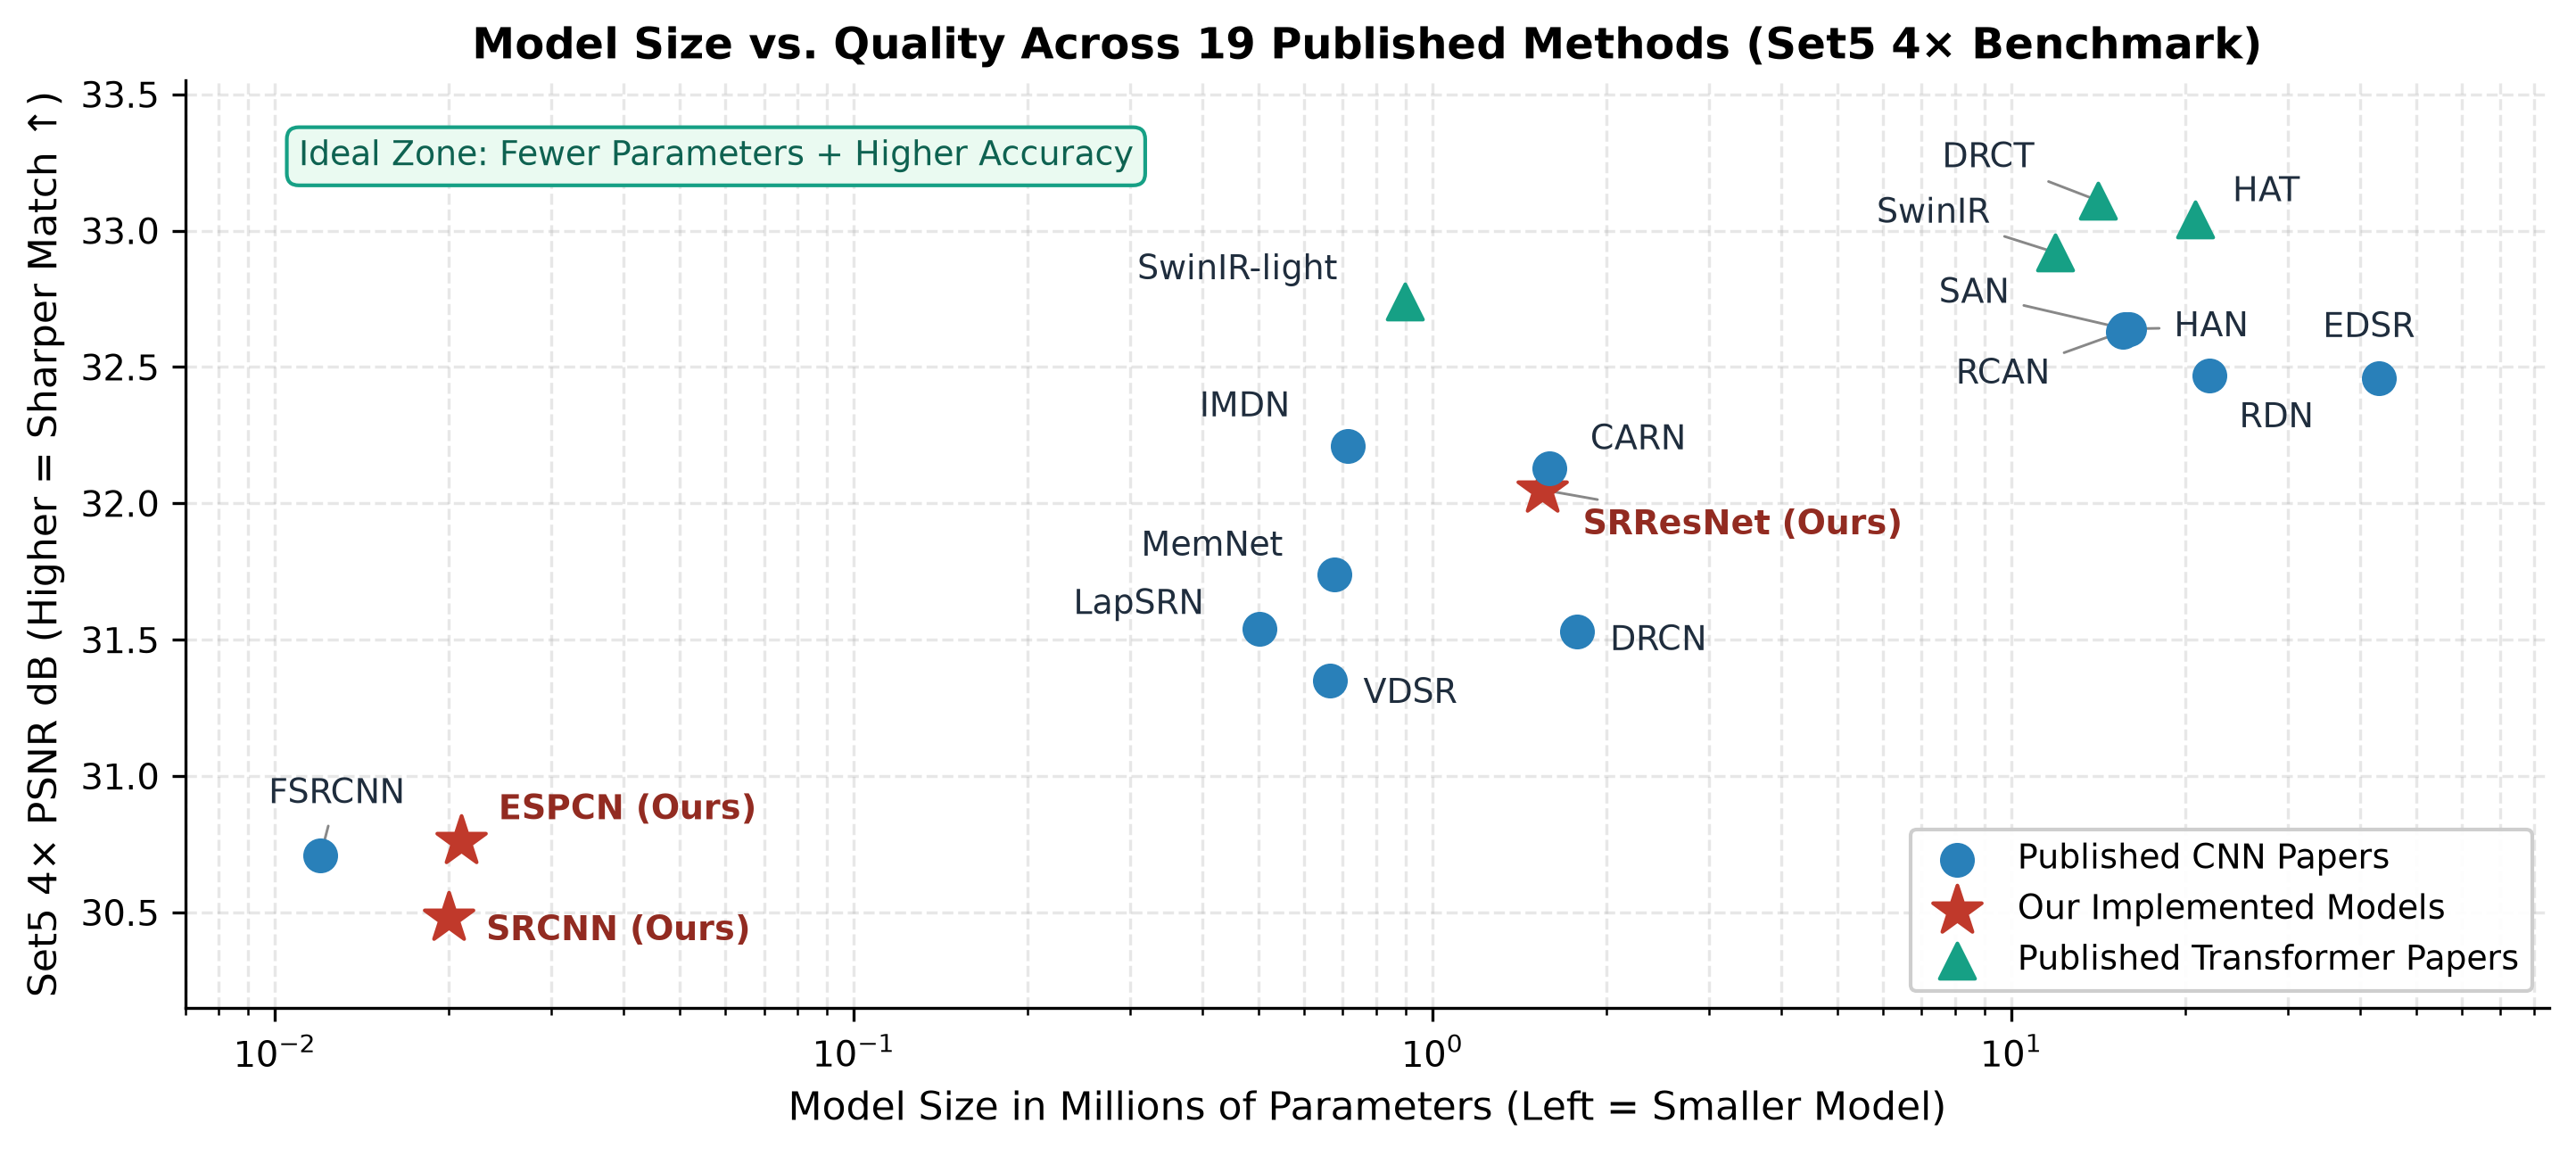 Model Size vs. Quality Across 19 Published Methods (Set5 4× Benchmark)
Set5 4× PSNR dB (Higher = Sharper Match ↑)
33.5
33.0
32.5
32.0
31.5
31.0
30.5
Ideal Zone: Fewer Parameters + Higher Accuracy
DRCT
HAT
SwinIR
SwinIR-light
SAN
HAN
EDSR
RCAN
RDN
IMDN
CARN
SRResNet (Ours)
MemNet
LapSRN
DRCN
VDSR
FSRCNN
ESPCN (Ours)
SRCNN (Ours)
Published CNN Papers
Our Implemented Models
Published Transformer Papers
10⁻²
10⁻¹
10⁰
10¹
Model Size in Millions of Parameters (Left = Smaller Model)